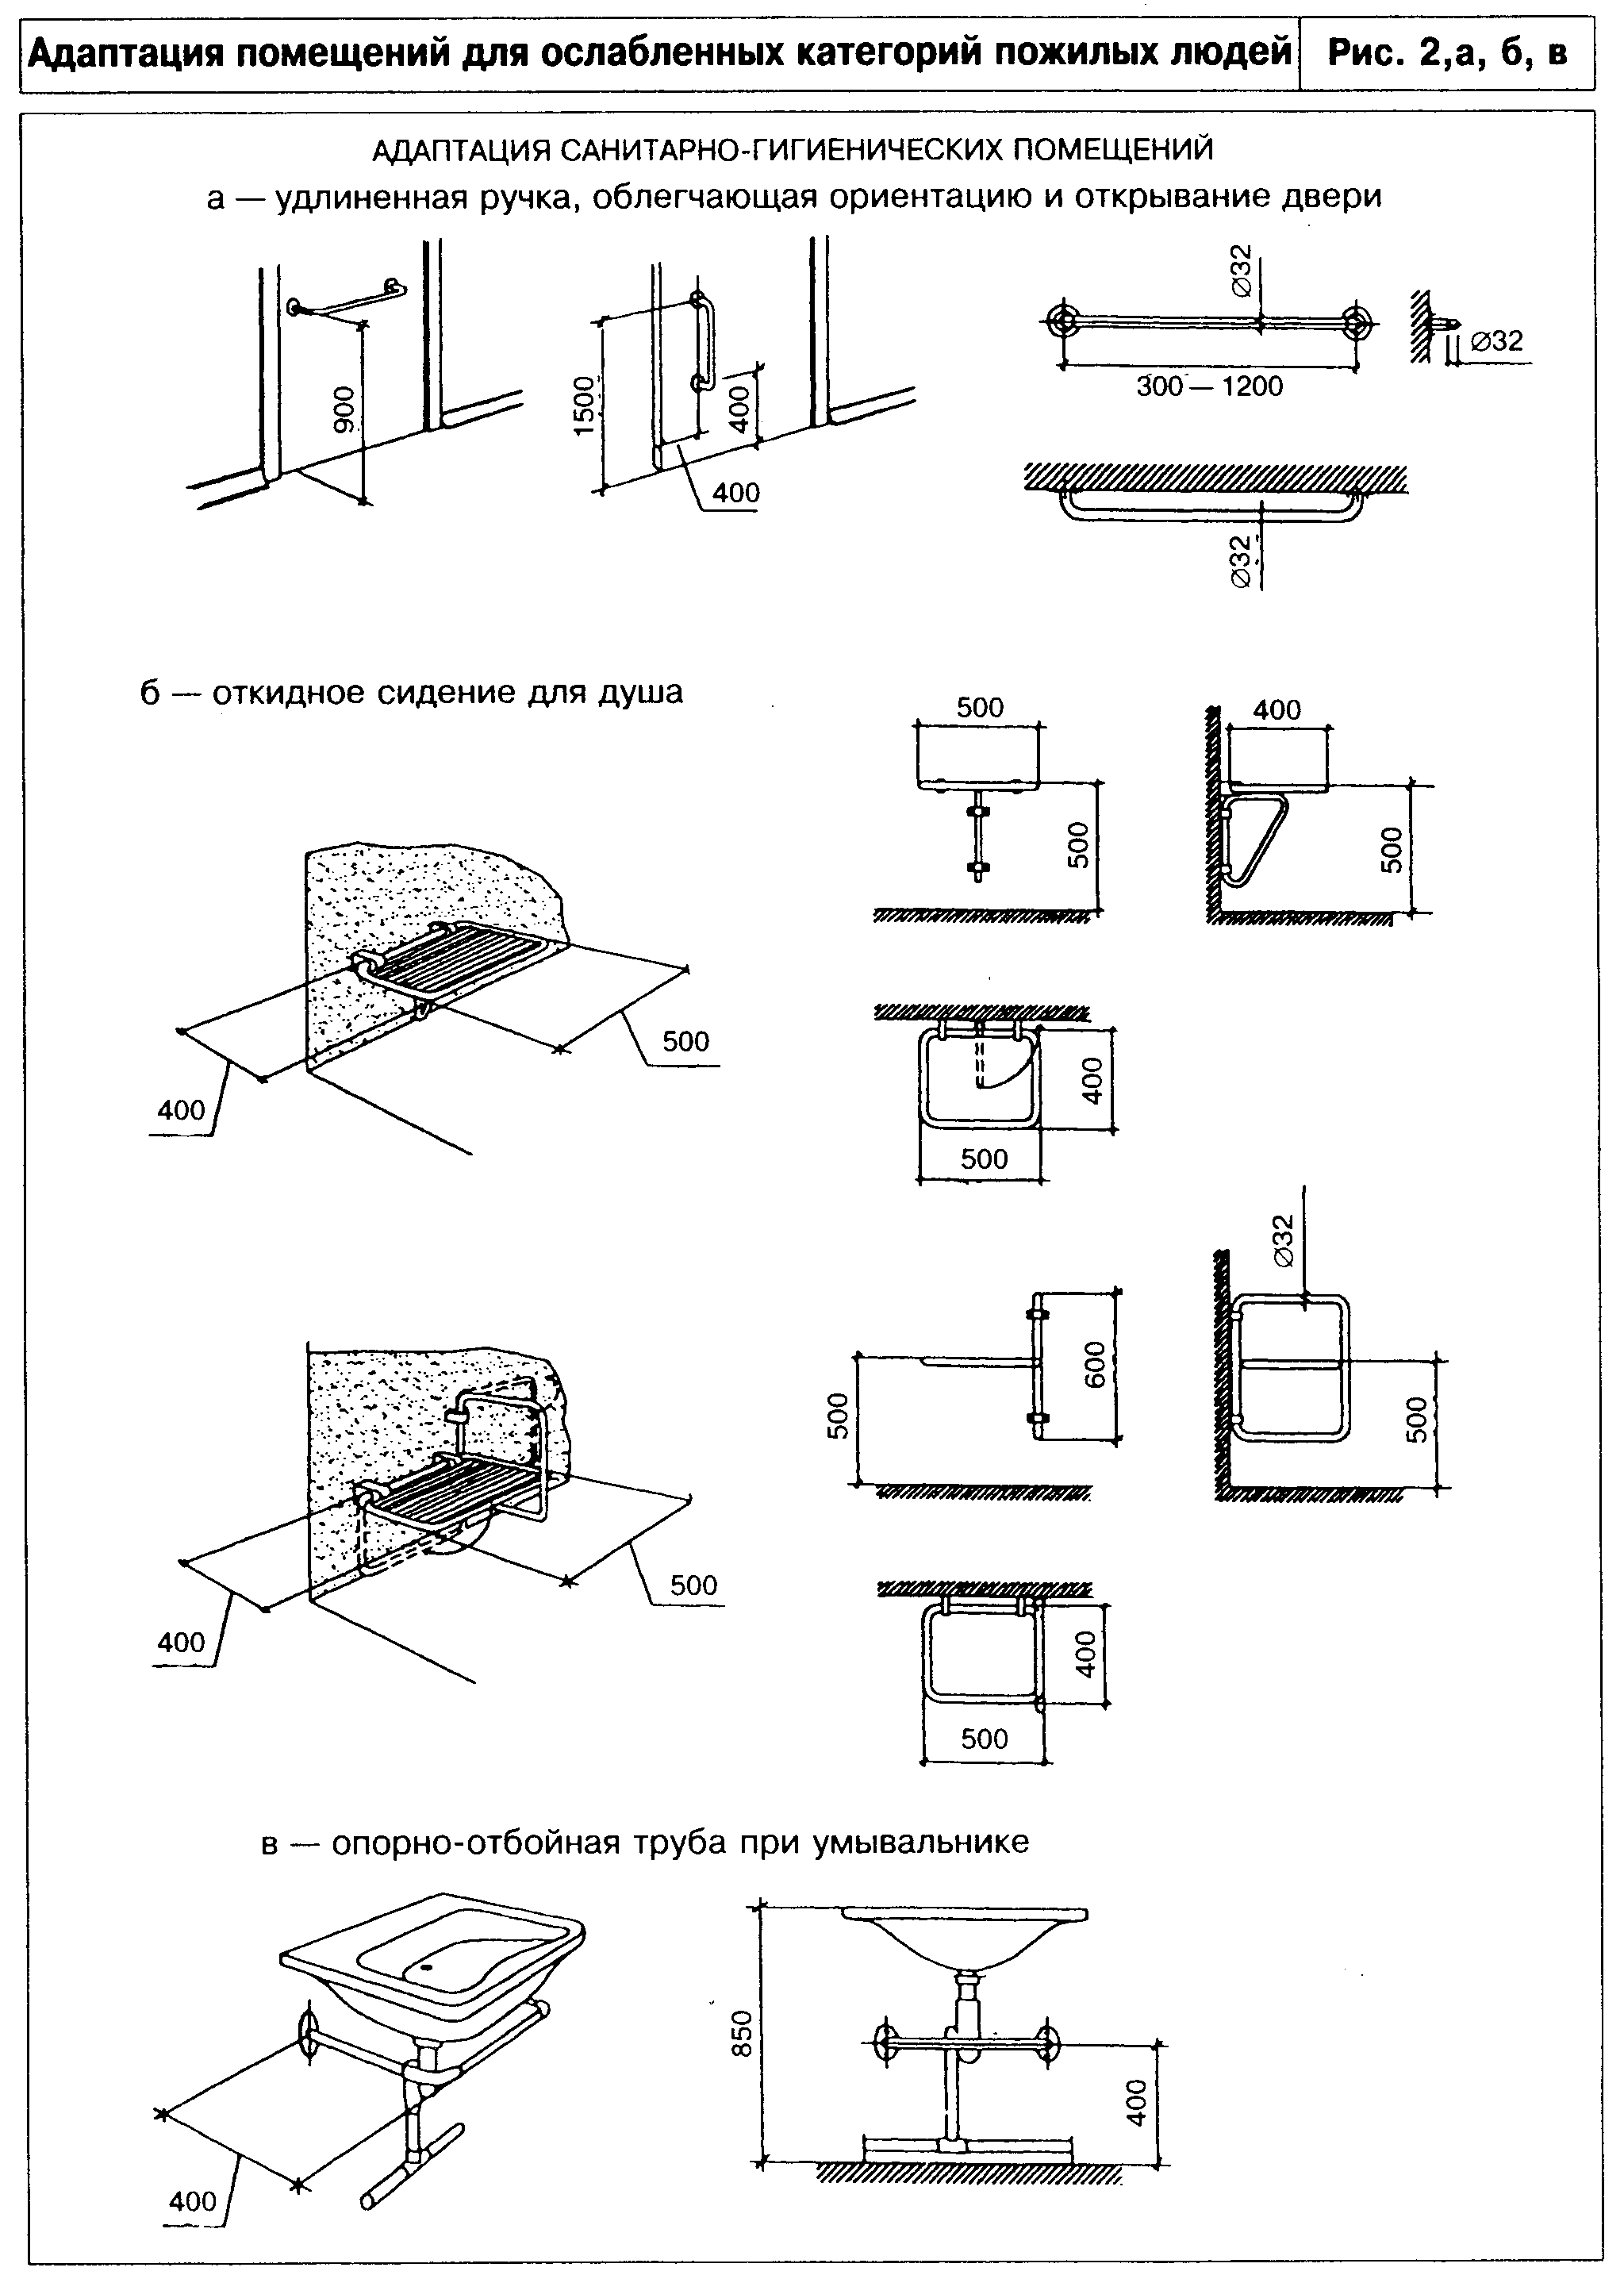 Адаптация помещений для ослабленных категорий пожилых людей
Рис. 2,а, б, в
АДАПТАЦИЯ САНИТАРНО-ГИГИЕНИЧЕСКИХ ПОМЕЩЕНИЙ
а — удлиненная ручка, облегчающая ориентацию и открывание двери
900
1500
400
400
Ø32
300 — 1200
Ø32
Ø32
б — откидное сидение для душа
500
400
500
500
500
400
400
500
Ø32
600
500
500
500
400
400
500
в — опорно-отбойная труба при умывальнике
850
400
400